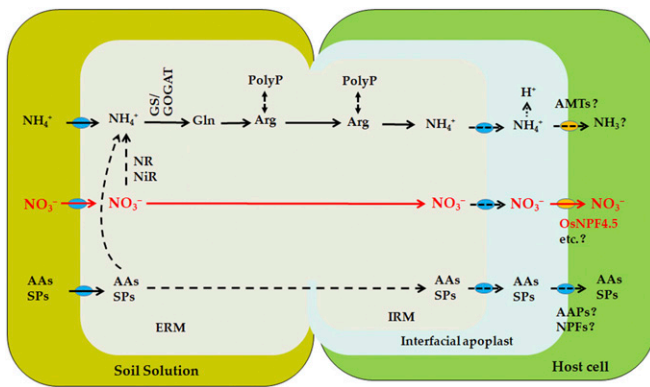 PolyP
PolyP
H⁺
GS/
GOGAT
AMTs?
NH₄⁺
NH₄⁺
Gln
Arg
Arg
NH₄⁺
NH₄⁺
NH₃?
NR
NiR
NO₃⁻
NO₃⁻
NO₃⁻
NO₃⁻
NO₃⁻
OsNPF4.5
etc.?
AAs
SPs
AAs
SPs
AAs
SPs
AAs
SPs
AAs
SPs
AAPs?
NPFs?
ERM
IRM
Interfacial apoplast
Soil Solution
Host cell